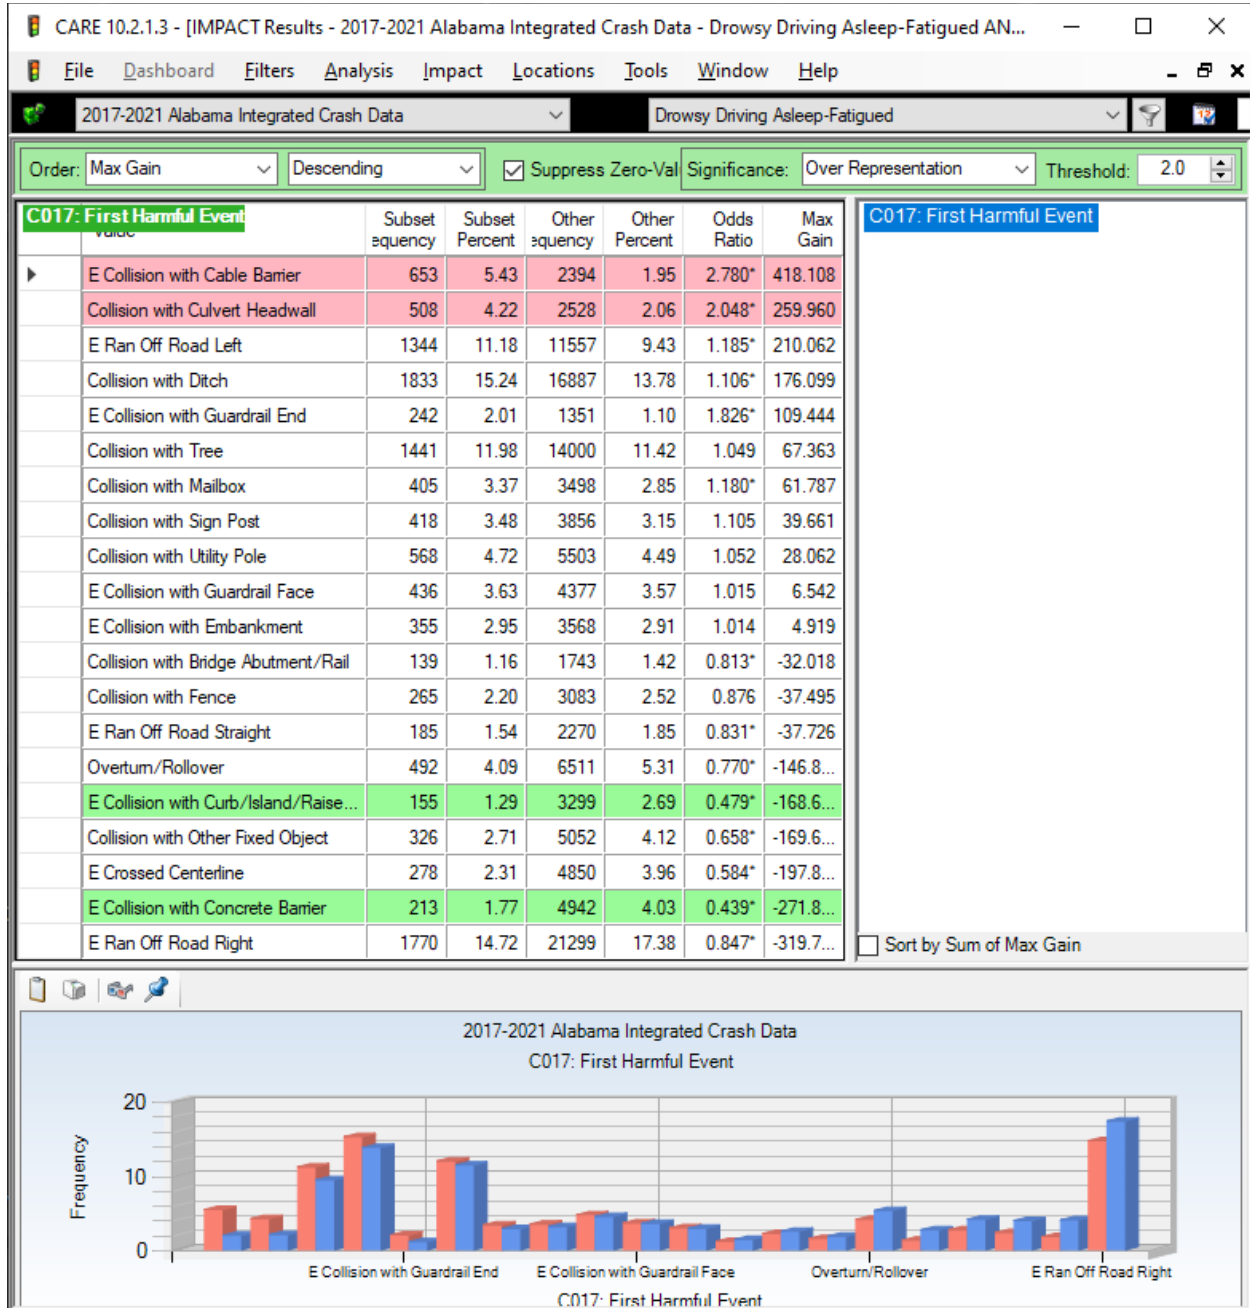 CARE 10.2.1.3 - [IMPACT Results - 2017-2021 Alabama Integrated Crash Data - Drowsy Driving Asleep-Fatigued AN...
File Dashboard Filters Analysis Impact Locations Tools Window Help
2017-2021 Alabama Integrated Crash Data Drowsy Driving Asleep-Fatigued
Order: Max Gain Descending Suppress Zero-Val Significance: Over Representation Threshold: 2.0
C017: First Harmful Event Subset Subset Other Other Odds Max C017: First Harmful Event
equency Percent equency Percent Ratio Gain
E Collision with Cable Barrier 653 5.43 2394 1.95 2.780* 418.108
Collision with Culvert Headwall 508 4.22 2528 2.06 2.048* 259.960
E Ran Off Road Left 1344 11.18 11557 9.43 1.185* 210.062
Collision with Ditch 1833 15.24 16887 13.78 1.106* 176.099
E Collision with Guardrail End 242 2.01 1351 1.10 1.826* 109.444
Collision with Tree 1441 11.98 14000 11.42 1.049 67.363
Collision with Mailbox 405 3.37 3498 2.85 1.180* 61.787
Collision with Sign Post 418 3.48 3856 3.15 1.105 39.661
Collision with Utility Pole 568 4.72 5503 4.49 1.052 28.062
E Collision with Guardrail Face 436 3.63 4377 3.57 1.015 6.542
E Collision with Embankment 355 2.95 3568 2.91 1.014 4.919
Collision with Bridge Abutment/Rail 139 1.16 1743 1.42 0.813* -32.018
Collision with Fence 265 2.20 3083 2.52 0.876 -37.495
E Ran Off Road Straight 185 1.54 2270 1.85 0.831* -37.726
Overturn/Rollover 492 4.09 6511 5.31 0.770* -146.8...
E Collision with Curb/Island/Raise... 155 1.29 3299 2.69 0.479* -168.6...
Collision with Other Fixed Object 326 2.71 5052 4.12 0.658* -169.6...
E Crossed Centerline 278 2.31 4850 3.96 0.584* -197.8...
E Collision with Concrete Barrier 213 1.77 4942 4.03 0.439* -271.8...
E Ran Off Road Right 1770 14.72 21299 17.38 0.847* -319.7...
Sort by Sum of Max Gain
2017-2021 Alabama Integrated Crash Data
C017: First Harmful Event
20
10
0
Frequency
E Collision with Guardrail End E Collision with Guardrail Face Overturn/Rollover E Ran Off Road Right
C017: First Harmful Event